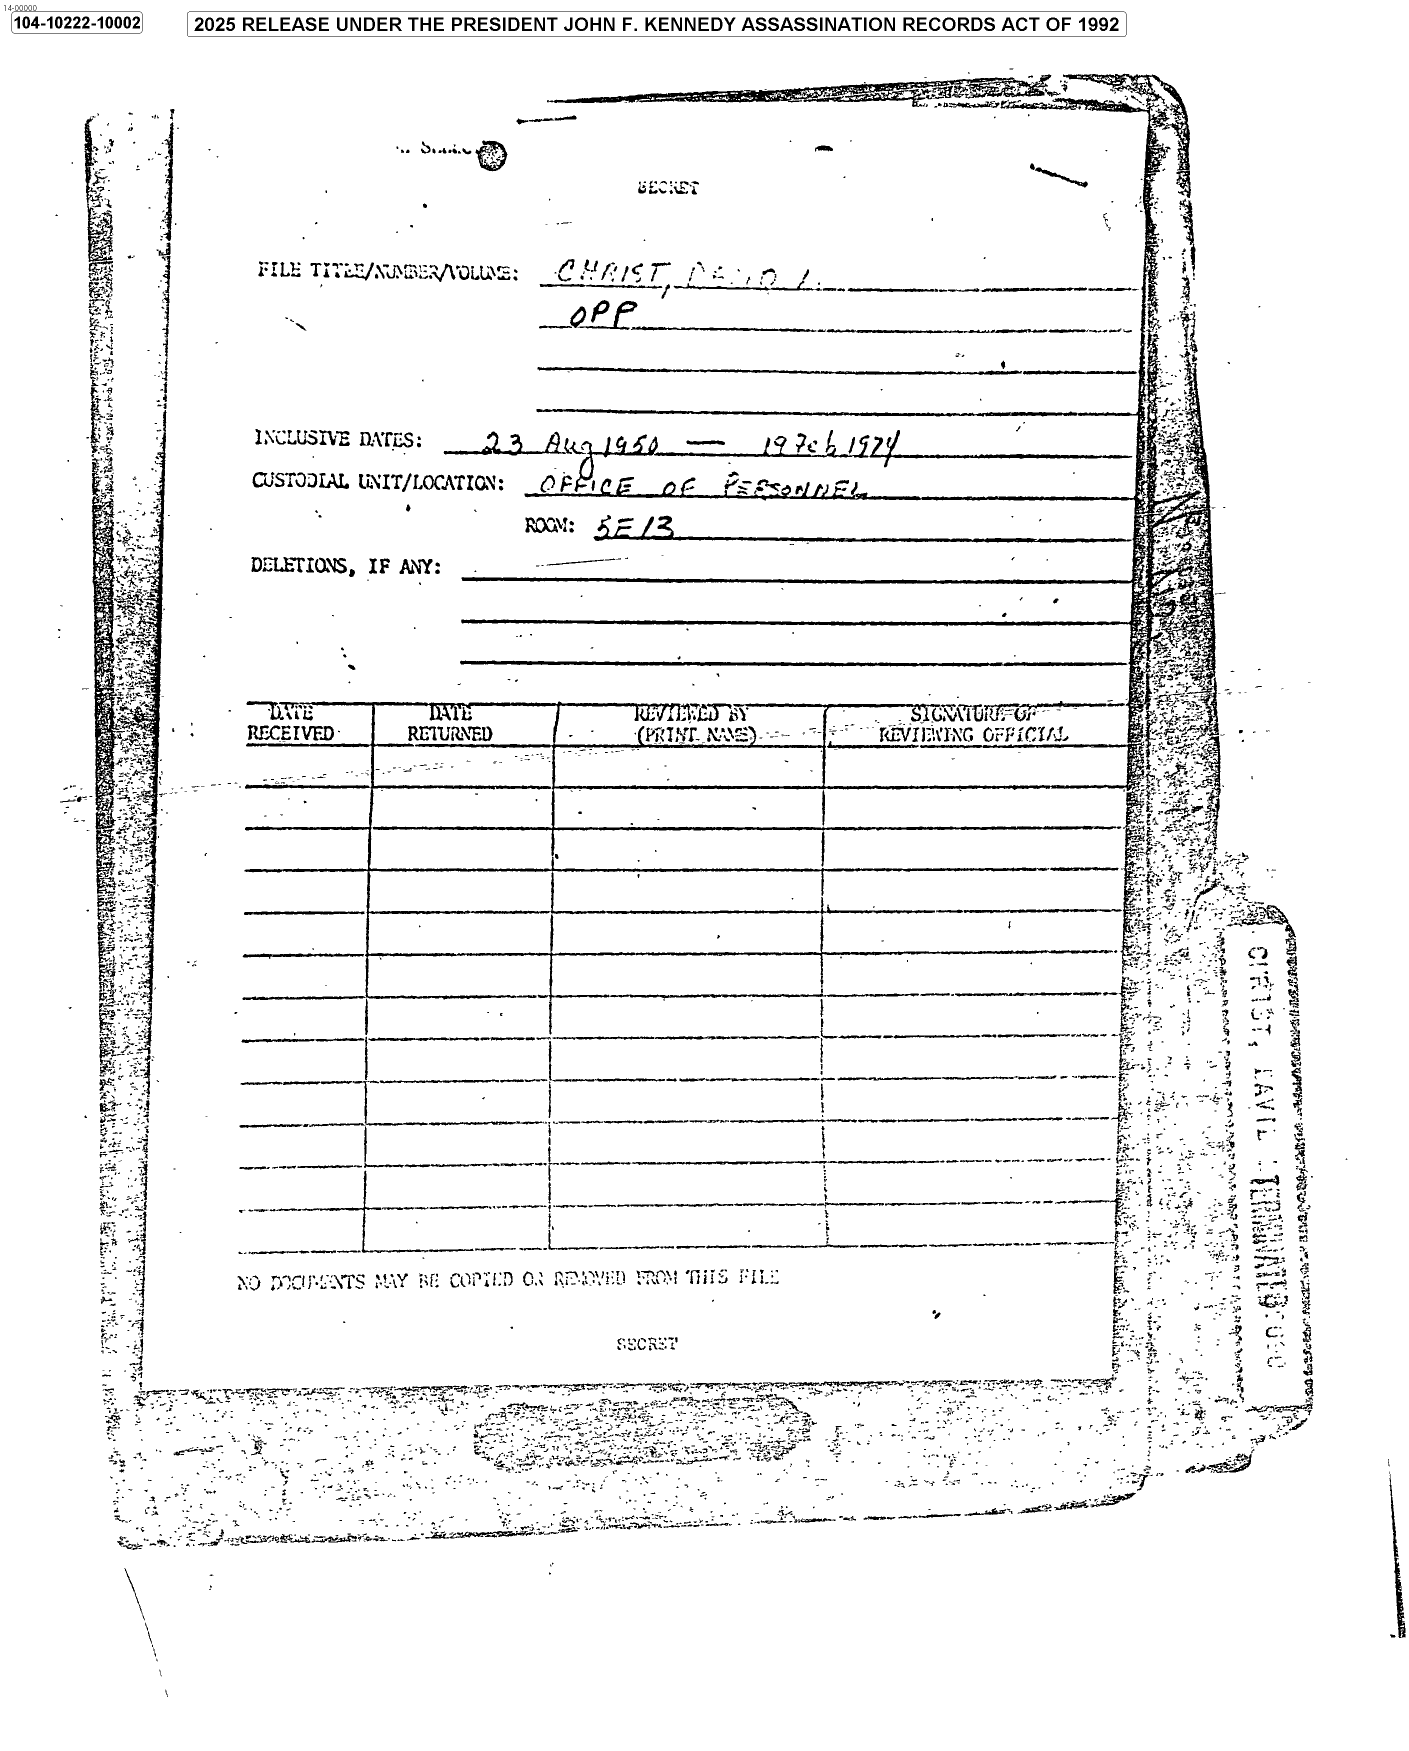 14-00000
104-10222-10002
2025 RELEASE UNDER THE PRESIDENT JOHN F. KENNEDY ASSASSINATION RECORDS ACT OF 1992
SECRET
FILE TITLE/NUMBER/VOLUME: CHRIST, DAVID L.
OPP
INCLUSIVE DATES: 23 Aug 1950 — 19 Feb 1974
CUSTODIAL UNIT/LOCATION: OFFICE OF PERSONNEL
ROOM: 5E13
DELETIONS, IF ANY:
DATE RECEIVED
DATE RETURNED
REVIEWED BY (PRINT NAME)
SIGNATURE OF REVIEWING OFFICIAL
NO DOCUMENTS MAY BE COPIED OR REMOVED FROM THIS FILE
SECRET
CHRIST, DAVID
TERMINATED